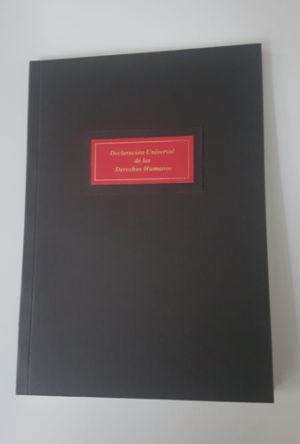 Declaración Universal
de los
Derechos Humanos